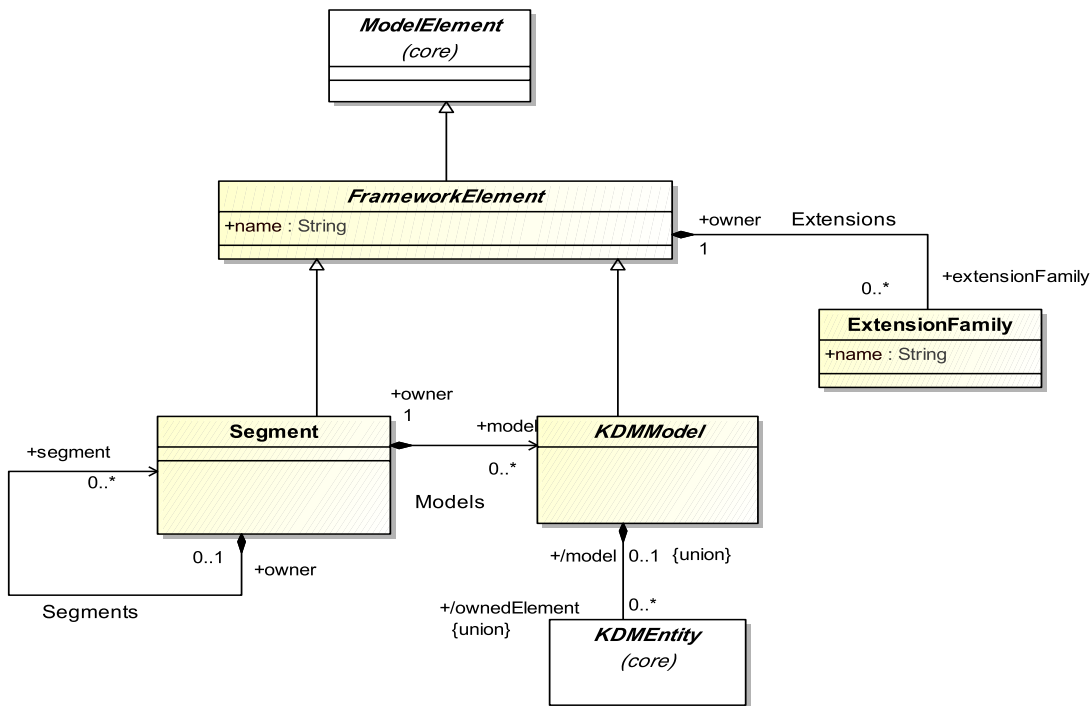 ModelElement
(core)
FrameworkElement
+name : String
+owner
Extensions
1
+extensionFamily
0..*
ExtensionFamily
+name : String
+owner
1
Segment
+model
KDMModel
+segment
0..*
0..*
Models
0..1
+owner
+/model
0..1
{union}
Segments
+/ownedElement
0..*
{union}
KDMEntity
(core)